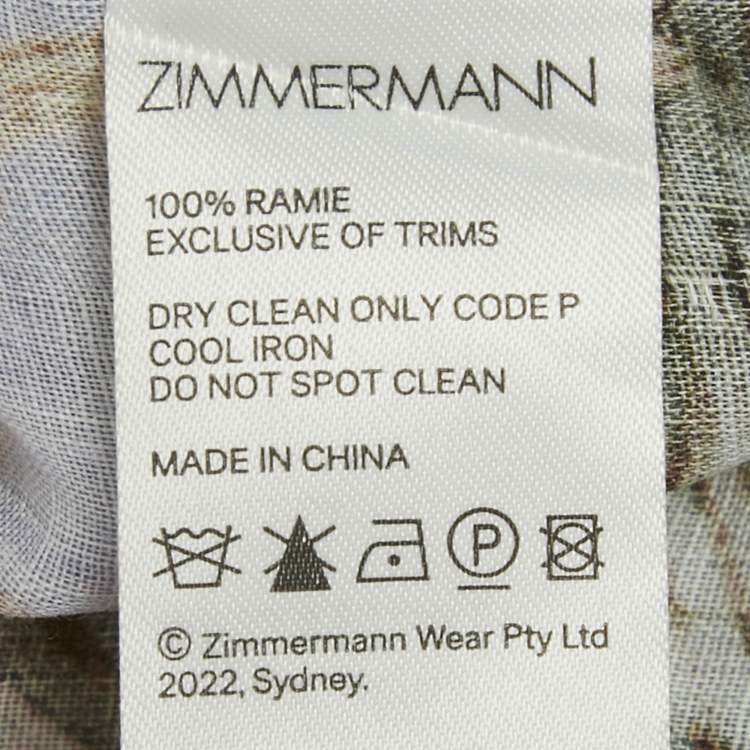 ZIMMERMANN
100% RAMIE
EXCLUSIVE OF TRIMS
DRY CLEAN ONLY CODE P
COOL IRON
DO NOT SPOT CLEAN
MADE IN CHINA
P
© Zimmermann Wear Pty Ltd
2022, Sydney.